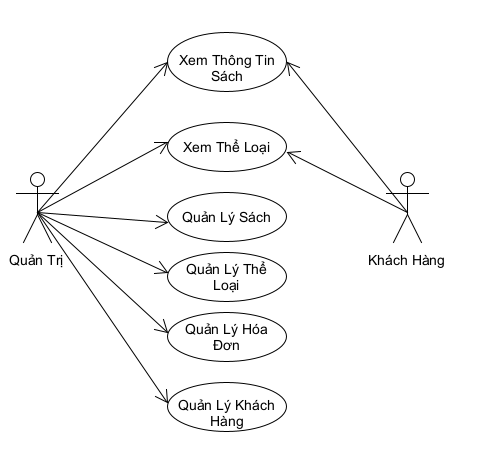 Xem Thông Tin
Sách
Xem Thể Loại
Quản Lý Sách
Quản Trị
Khách Hàng
Quản Lý Thể
Loại
Quản Lý Hóa
Đơn
Quản Lý Khách
Hàng